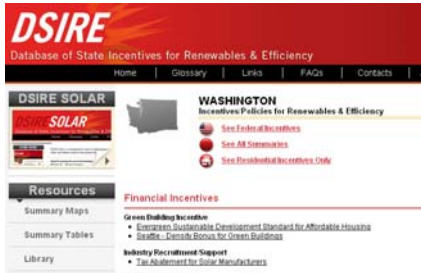 DSIRE
Database of State Incentives for Renewables & Efficiency
Home | Glossary | Links | FAQs | Contacts |
DSIRE SOLAR
DSIRE SOLAR
WASHINGTON
Incentives/Policies for Renewables & Efficiency
See Federal Incentives
See All Summaries
See Residential Incentives Only
Resources
Summary Maps
Summary Tables
Library
Financial Incentives
Green Building Incentive
• Evergreen Sustainable Development Standard for Affordable Housing
• Seattle - Density Bonus for Green Buildings
Industry Recruitment/Support
• Tax Abatement for Solar Manufacturers